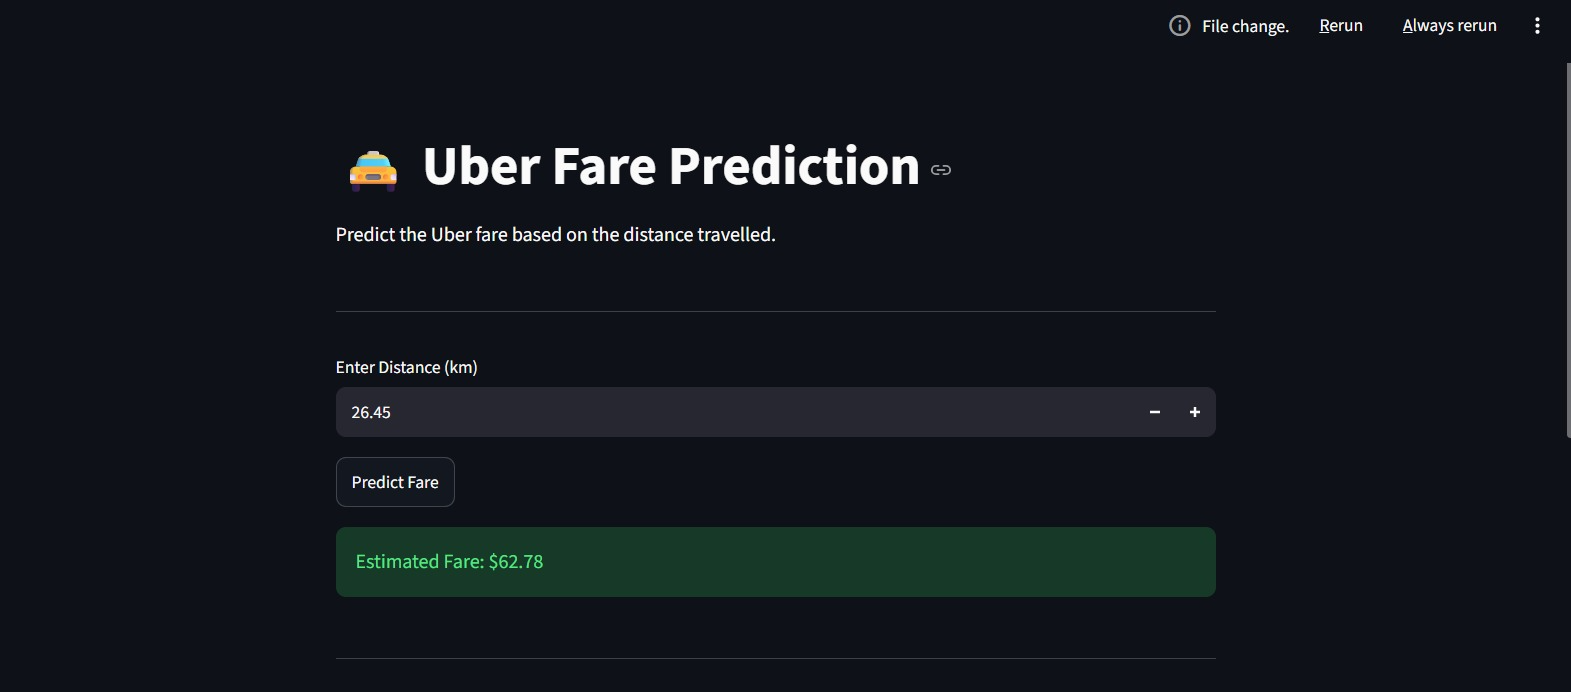 File change. Rerun Always rerun
Uber Fare Prediction
Predict the Uber fare based on the distance travelled.
Enter Distance (km)
26.45
Predict Fare
Estimated Fare: $62.78